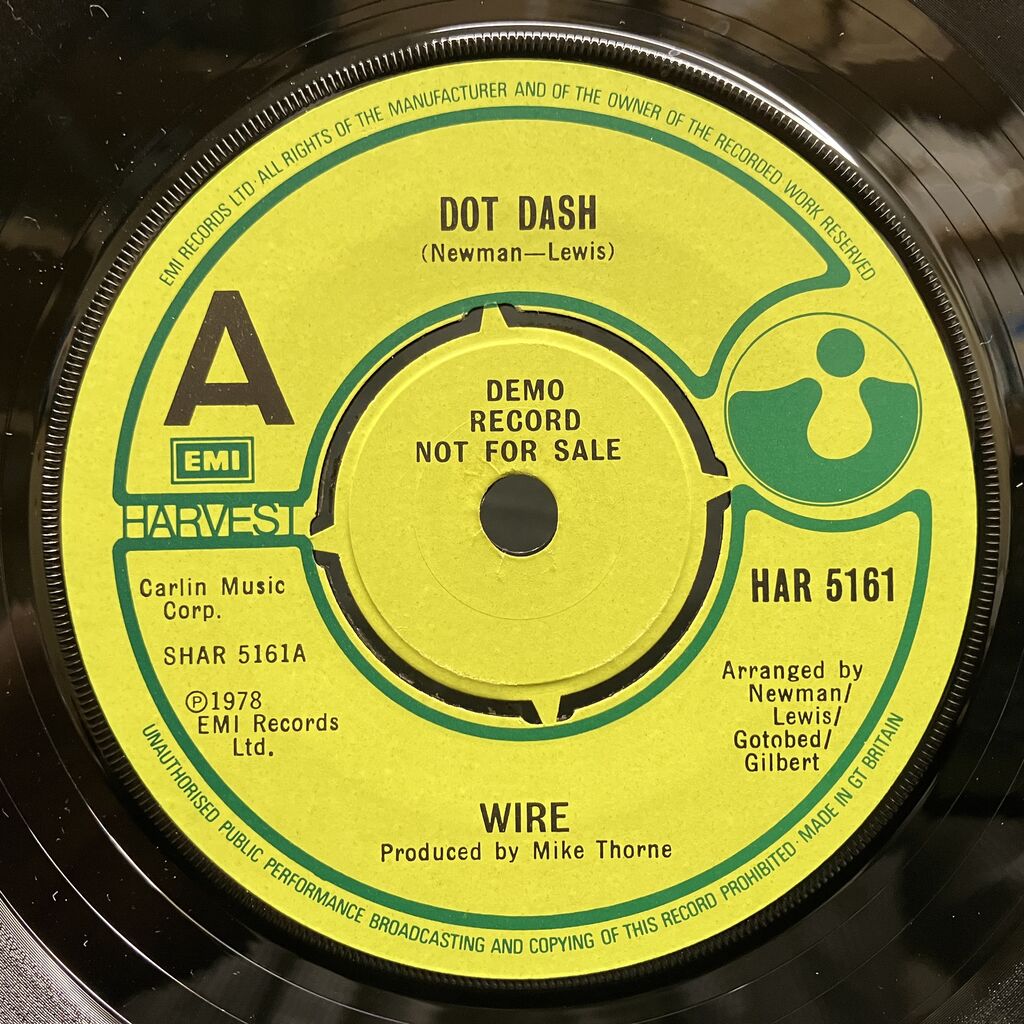 EMI RECORDS LTD · ALL RIGHTS OF THE MANUFACTURER AND OF THE OWNER OF THE RECORDED WORK RESERVED
DOT DASH
(Newman—Lewis)
A
EMI
HARVEST
DEMO
RECORD
NOT FOR SALE
Carlin Music
Corp.
SHAR 5161A
Ⓟ1978
EMI Records
Ltd.
HAR 5161
Arranged by
Newman/
Lewis/
Gotobed/
Gilbert
WIRE
Produced by Mike Thorne
UNAUTHORISED PUBLIC PERFORMANCE BROADCASTING AND COPYING OF THIS RECORD PROHIBITED · MADE IN GT BRITAIN